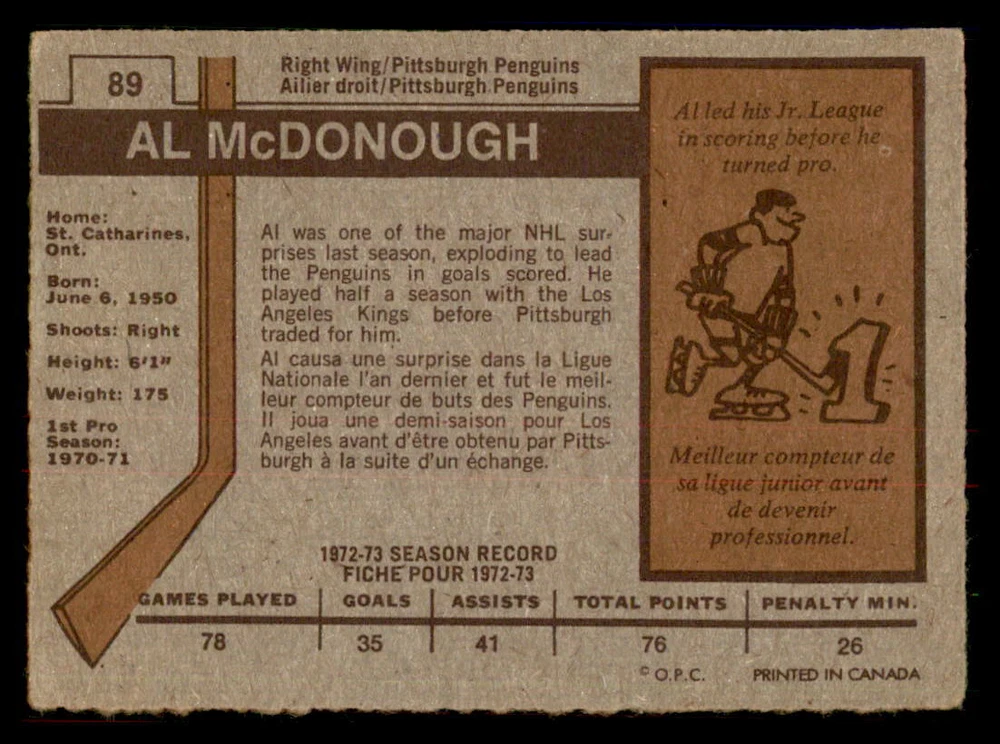 89
Right Wing/Pittsburgh Penguins
Ailier droit/Pittsburgh Penguins
AL McDONOUGH
Home:
St. Catharines,
Ont.
Born:
June 6, 1950
Shoots: Right
Height: 6'1"
Weight: 175
1st Pro
Season:
1970-71
Al was one of the major NHL sur-
prises last season, exploding to lead
the Penguins in goals scored. He
played half a season with the Los
Angeles Kings before Pittsburgh
traded for him.
Al causa une surprise dans la Ligue
Nationale l'an dernier et fut le meil-
leur compteur de buts des Penguins.
Il joua une demi-saison pour Los
Angeles avant d'être obtenu par Pitts-
burgh à la suite d'un échange.
Al led his Jr. League
in scoring before he
turned pro.
1
Meilleur compteur de
sa ligue junior avant
de devenir
professionnel.
1972-73 SEASON RECORD
FICHE POUR 1972-73
GAMES PLAYED GOALS ASSISTS TOTAL POINTS PENALTY MIN.
78 35 41 76 26
© O.P.C. PRINTED IN CANADA